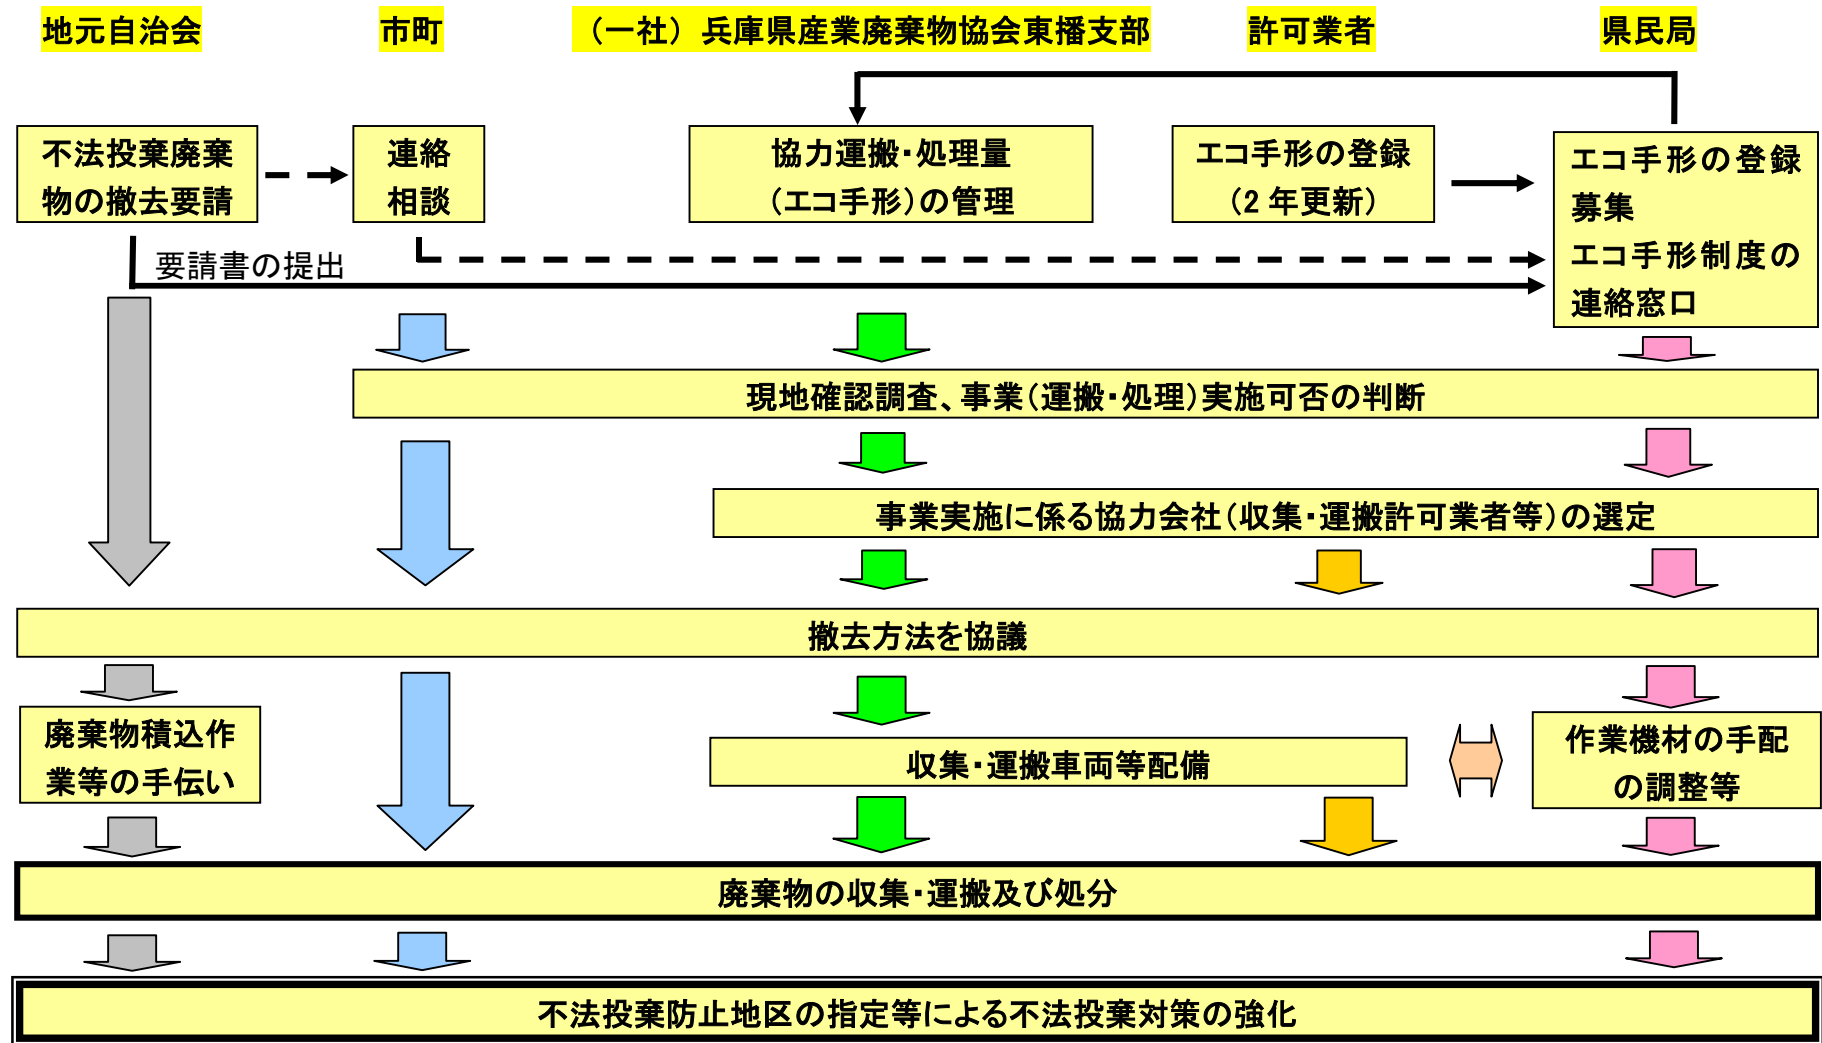 地元自治会
市町
（一社）兵庫県産業廃棄物協会東播支部
許可業者
県民局
不法投棄廃棄
物の撤去要請
連絡
相談
協力運搬・処理量
（エコ手形）の管理
エコ手形の登録
（2 年更新）
エコ手形の登録
募集
エコ手形制度の
連絡窓口
要請書の提出
現地確認調査、事業（運搬・処理）実施可否の判断
事業実施に係る協力会社（収集・運搬許可業者等）の選定
撤去方法を協議
廃棄物積込作
業等の手伝い
収集・運搬車両等配備
作業機材の手配
の調整等
廃棄物の収集・運搬及び処分
不法投棄防止地区の指定等による不法投棄対策の強化